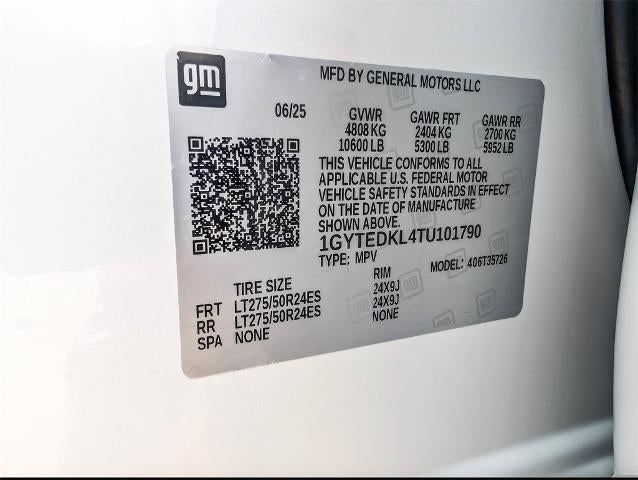 gm
MFD BY GENERAL MOTORS LLC
06/25
GVWR GAWR FRT GAWR RR
4808 KG 2404 KG 2700 KG
10600 LB 5300 LB 5952 LB
THIS VEHICLE CONFORMS TO ALL
APPLICABLE U.S. FEDERAL MOTOR
VEHICLE SAFETY STANDARDS IN EFFECT
ON THE DATE OF MANUFACTURE
SHOWN ABOVE.
1GYTEDKL4TU101790
TYPE: MPV MODEL: 406T35726
TIRE SIZE RIM
FRT LT275/50R24ES 24X9J
RR LT275/50R24ES 24X9J
SPA NONE NONE